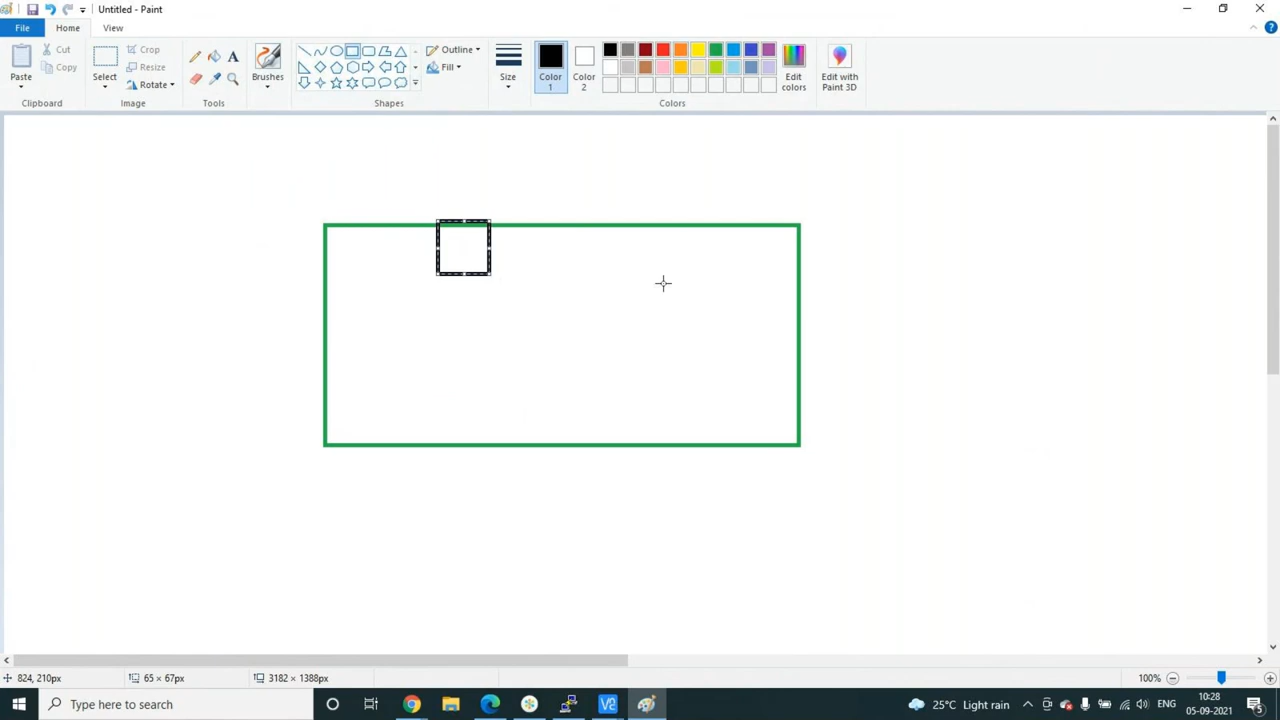 Untitled - Paint
File
Home
View
Paste
Cut
Copy
Clipboard
Select
Crop
Resize
Rotate
Image
A
Tools
Brushes
Outline
Fill
Shapes
Size
Color 1
Color 2
Colors
Edit colors
Edit with Paint 3D
824, 210px
65 × 67px
3182 × 1388px
100%
Type here to search
25°C Light rain
ENG
10:28
05-09-2021